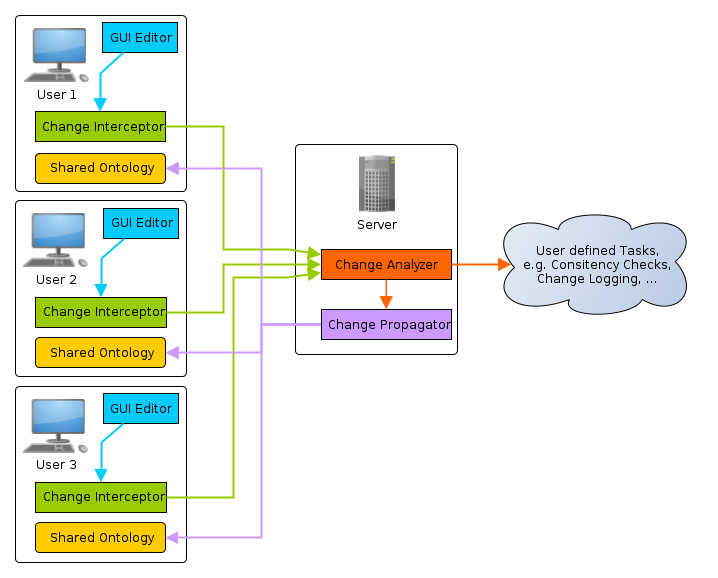 GUI Editor
User 1
Change Interceptor
Shared Ontology
GUI Editor
User 2
Change Interceptor
Shared Ontology
GUI Editor
User 3
Change Interceptor
Shared Ontology
Server
Change Analyzer
Change Propagator
User defined Tasks,
e.g. Consitency Checks,
Change Logging, ...